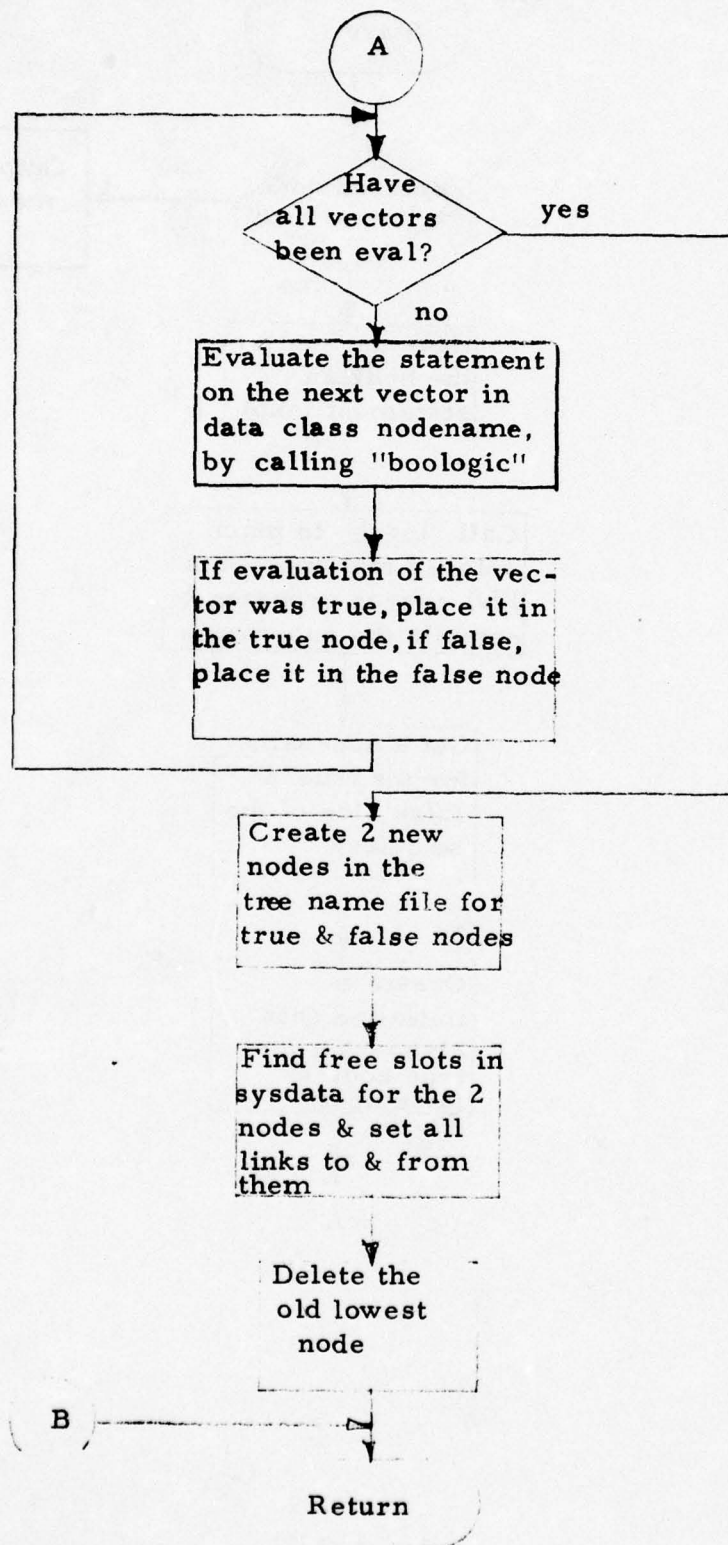 A
Have
all vectors
been eval?
yes
no
Evaluate the statement
on the next vector in
data class nodename,
by calling "boologic"
If evaluation of the vec-
tor was true, place it in
the true node, if false,
place it in the false node
Create 2 new
nodes in the
tree name file for
true & false nodes
Find free slots in
sysdata for the 2
nodes & set all
links to & from
them
Delete the
old lowest
node
B
Return